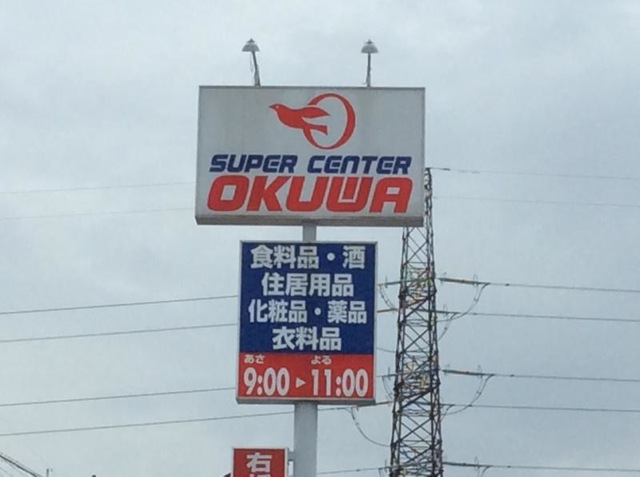 SUPER CENTER
OKUWA
食料品・酒
住居用品
化粧品・薬品
衣料品
あさ よる
9:00 ▶ 11:00
右